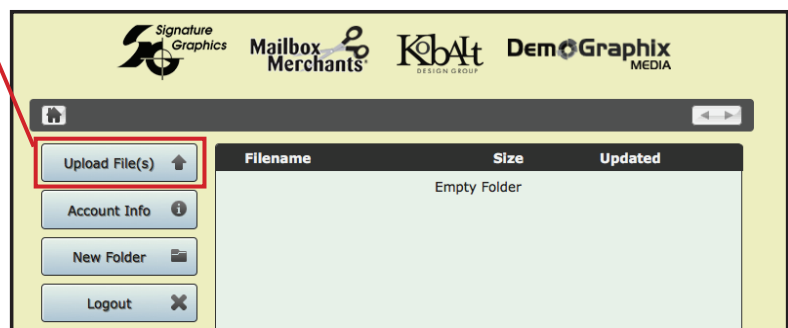 Signature
Graphics
Mailbox
Merchants®
KobAlt
DESIGN GROUP
DemoGraphix
MEDIA
Upload File(s)
Filename Size Updated
Empty Folder
Account Info
New Folder
Logout